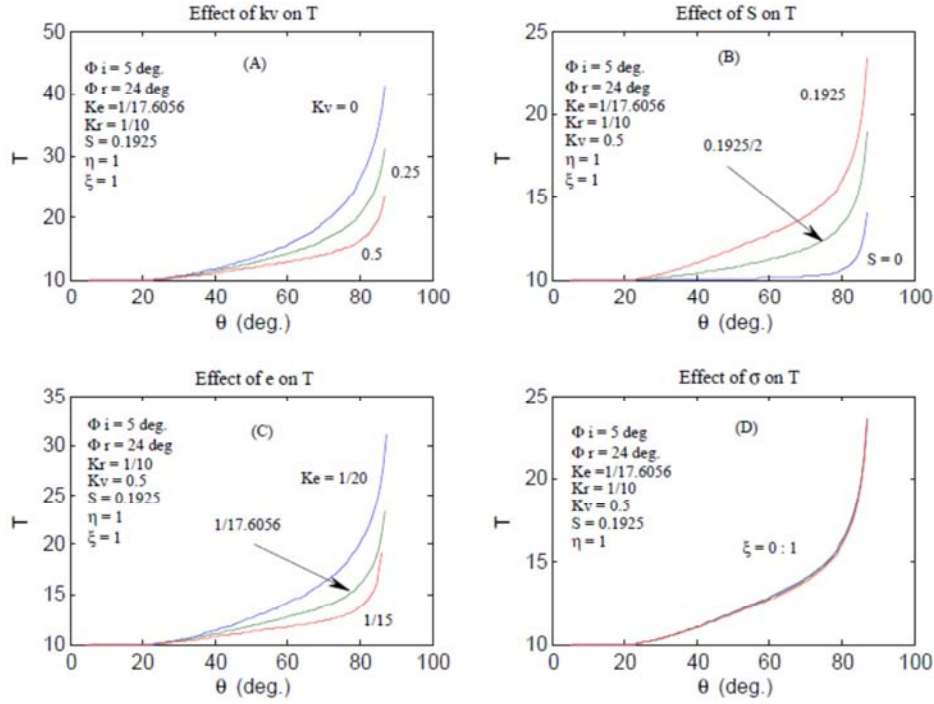 Effect of kv on T
50
40
30
20
10
T
Φ i = 5 deg.
Φ r = 24 deg
Ke =1/17.6056
Kr = 1/10
S = 0.1925
η = 1
ξ = 1
(A)
Kv = 0
0.25
0.5
0 20 40 60 80 100
θ (deg.)
Effect of S on T
25
20
15
10
T
Φ i = 5 deg.
Φ r = 24 deg
Ke =1/17.6056
Kr = 1/10
Kv = 0.5
η = 1
ξ = 1
(B)
0.1925
0.1925/2
S = 0
0 20 40 60 80 100
θ (deg.)
Effect of e on T
35
30
25
20
15
10
T
Φ i = 5 deg.
Φ r = 24 deg
Kr = 1/10
Kv = 0.5
S = 0.1925
η = 1
ξ = 1
(C)
Ke = 1/20
1/17.6056
1/15
0 20 40 60 80 100
θ (deg.)
Effect of σ on T
25
20
15
10
T
Φ i = 5 deg
Φ r = 24 deg.
Ke =1/17.6056
Kr = 1/10
Kv = 0.5
S = 0.1925
η = 1
(D)
ξ = 0 : 1
0 20 40 60 80 100
θ (deg.)